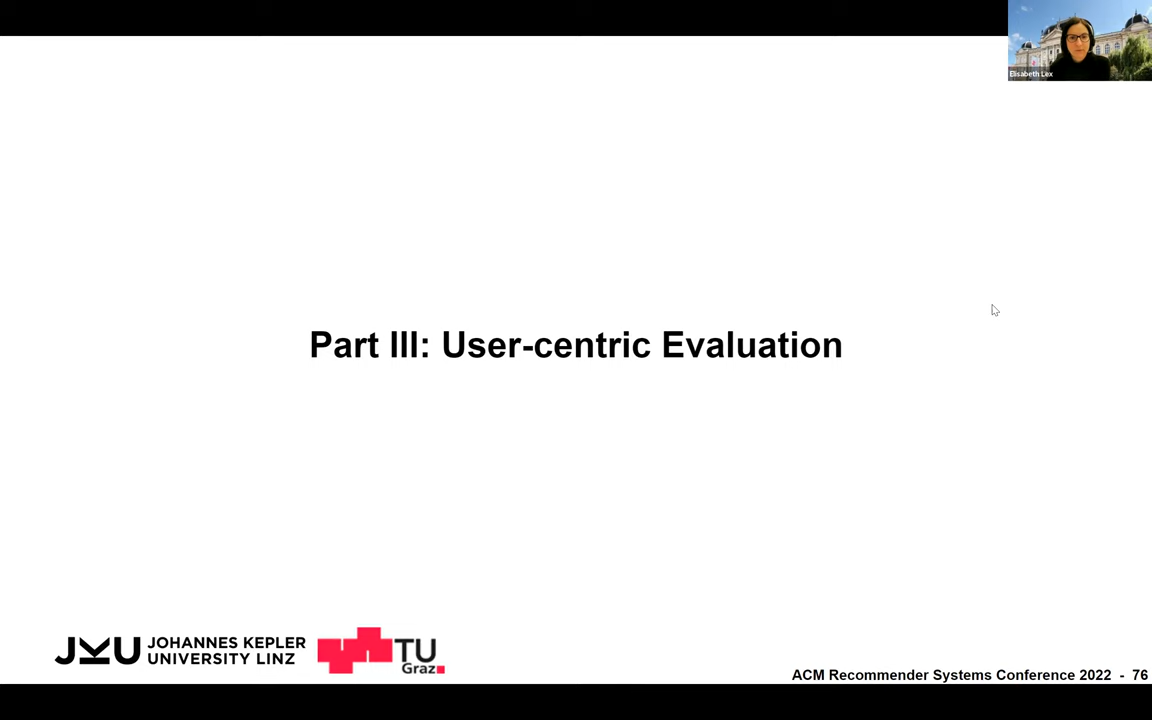 Elisabeth Lex
Part III: User-centric Evaluation
JKU JOHANNES KEPLER
UNIVERSITY LINZ
TU
Graz
ACM Recommender Systems Conference 2022 - 76